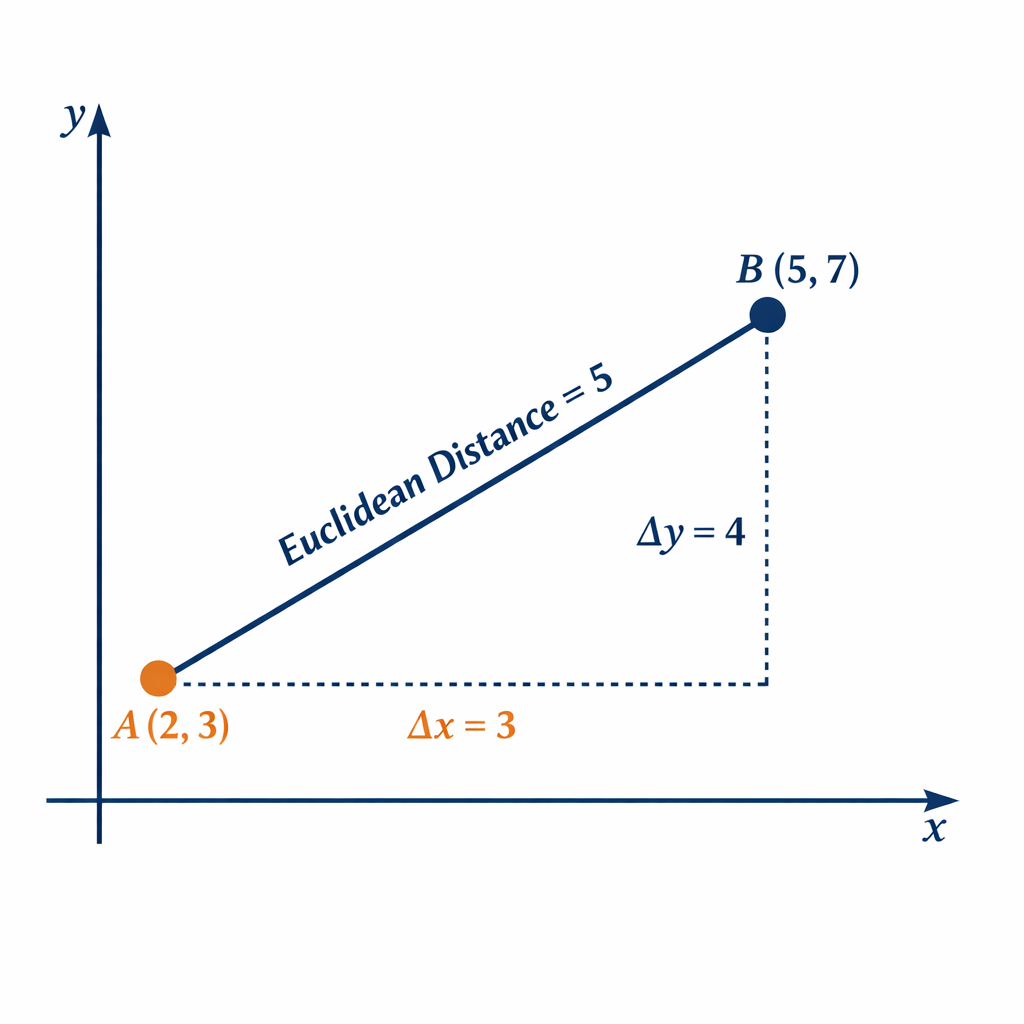 y
B (5, 7)
Euclidean Distance = 5
Δy = 4
A (2, 3)
Δx = 3
x